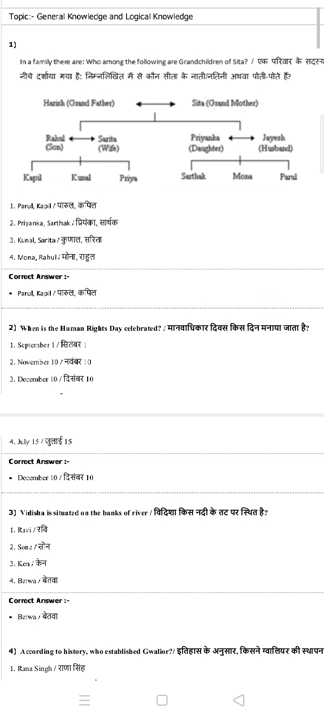 Topic:- General Knowledge and Logical Knowledge
1)
In a family there are: Who among the following are Grandchildren of Sita? / एक परिवार के सदस्य
नीचे दर्शाया गया है: निम्नलिखित में से कौन सीता के नाती/नतिनी अथवा पोती-पोते हैं?
Harish (Grand Father) Sita (Grand Mother)
Rahul Sarita Priyanka Jayesh
(Son) (Wife) (Daughter) (Husband)
Kapil Kunal Priya Sarthak Mona Parul
1. Parul, Kapil / पारुल, कपिल
2. Priyanka, Sarthak / प्रियंका, सार्थक
3. Kunal, Sarita / कुणाल, सरिता
4. Mona, Rahul / मोना, राहुल
Correct Answer :-
• Parul, Kapil / पारुल, कपिल
2) When is the Human Rights Day celebrated? / मानवाधिकार दिवस किस दिन मनाया जाता है?
1. September 1 / सितंबर 1
2. November 10 / नवंबर 10
3. December 10 / दिसंबर 10
4. July 15 / जुलाई 15
Correct Answer :-
• December 10 / दिसंबर 10
3) Vidisha is situated on the banks of river / विदिशा किस नदी के तट पर स्थित है?
1. Ravi / रवि
2. Sone / सोन
3. Ken / केन
4. Betwa / बेतवा
Correct Answer :-
• Betwa / बेतवा
4) According to history, who established Gwalior?/ इतिहास के अनुसार, किसने ग्वालियर की स्थापन
1. Rana Singh / राणा सिंह